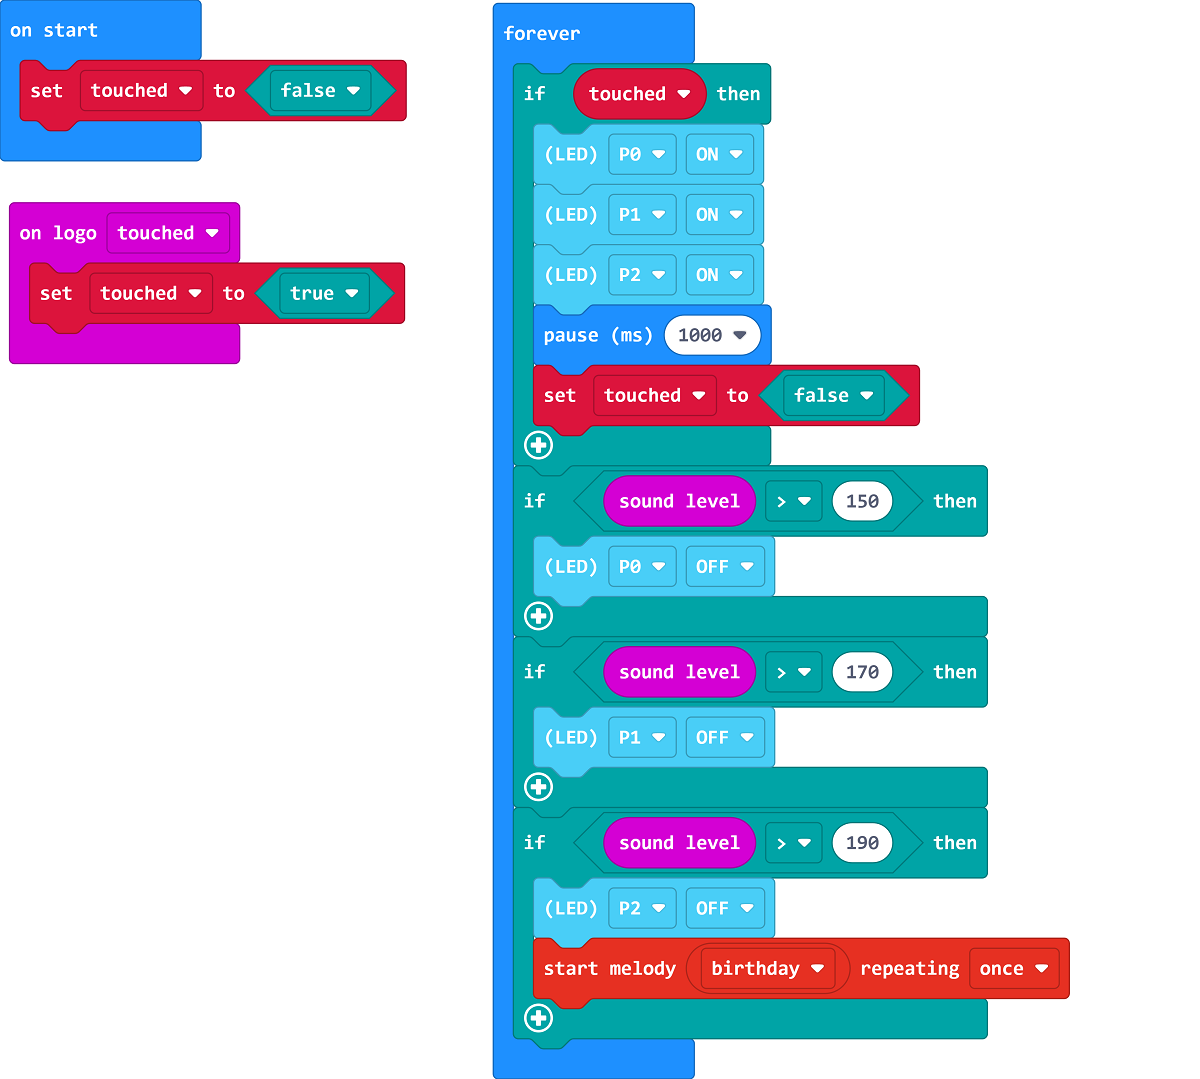 on start
set touched to false
on logo touched
set touched to true
forever
if touched then
(LED) P0 ON
(LED) P1 ON
(LED) P2 ON
pause (ms) 1000
set touched to false
if sound level > 150 then
(LED) P0 OFF
if sound level > 170 then
(LED) P1 OFF
if sound level > 190 then
(LED) P2 OFF
start melody birthday repeating once